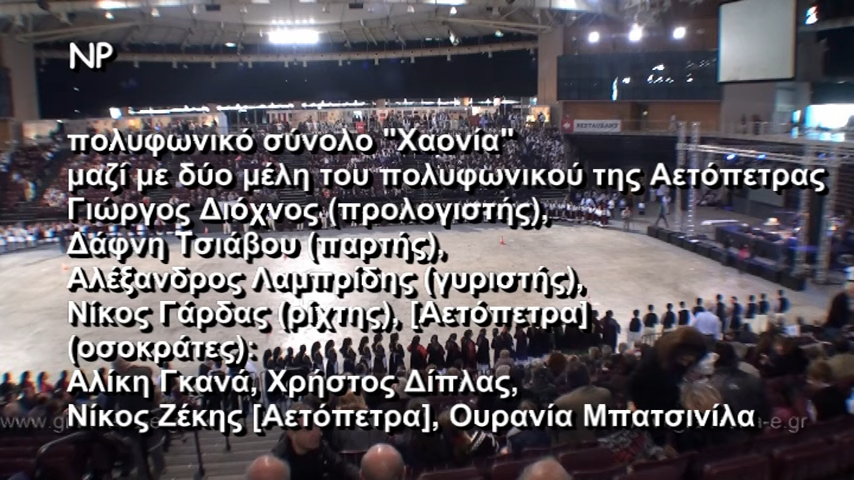 NP
πολυφωνικό σύνολο "Χαονία"
μαζί με δύο μέλη του πολυφωνικού της Αετόπετρας
Γιώργος Διόχνος (προλογιστής),
Δάφνη Τσιάβου (παρτής),
Αλέξανδρος Λαμπρίδης (γυριστής),
Νίκος Γάρδας (ρίχτης), [Αετόπετρα]
(οσοκράτες):
Αλίκη Γκανά, Χρήστος Δίπλας,
Νίκος Ζέκης [Αετόπετρα], Ουρανία Μπατσινίλα
RESTAURANT